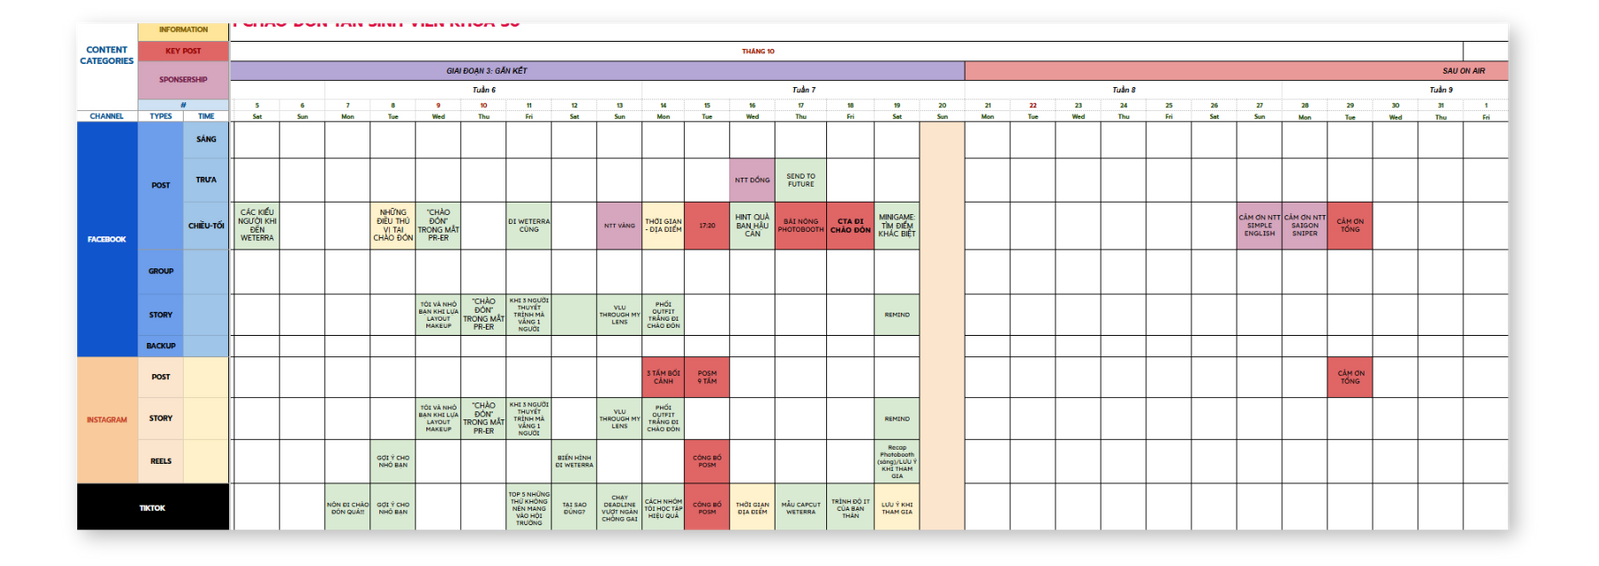 CHÀO ĐÓN TÂN SINH VIÊN KHÓA 30
INFORMATION
CONTENT
CATEGORIES
KEY POST
THÁNG 10
SPONSERSHIP
GIAI ĐOẠN 3: GẮN KẾT
SAU ON AIR
Tuần 6
Tuần 7
Tuần 8
Tuần 9
#
5 6 7 8 9 10 11 12 13 14 15 16 17 18 19 20 21 22 23 24 25 26 27 28 29 30 31 1
CHANNEL TYPES TIME
Sat Sun Mon Tue Wed Thu Fri Sat Sun Mon Tue Wed Thu Fri Sat Sun Mon Tue Wed Thu Fri Sat Sun Mon Tue Wed Thu Fri
FACEBOOK
POST
SÁNG
TRƯA
NTT ĐỒNG
SEND TO
FUTURE
CHIỀU-TỐI
CÁC KIỂU
NGƯỜI KHI
ĐẾN
WETERRA
NHỮNG
ĐIỀU THÚ
VỊ TẠI
CHÀO ĐÓN
"CHÀO
ĐÓN"
TRONG MẮT
PR-ER
ĐI WETERRA
CÙNG
NTT VÀNG
THỜI GIAN
- ĐỊA ĐIỂM
17:20
HINT QUÀ
BAN HẬU
CẦN
BÀI NÓNG
PHOTOBOOTH
CTA ĐI
CHÀO ĐÓN
MINIGAME:
TÌM ĐIỂM
KHÁC BIỆT
CẢM ƠN NTT
SIMPLE
ENGLISH
CẢM ƠN NTT
SAIGON
SNIPER
CẢM ƠN
TỔNG
GROUP
STORY
TÔI VÀ NHỎ
BẠN KHI LỰA
LAYOUT
MAKEUP
"CHÀO
ĐÓN"
TRONG MẮT
PR-ER
KHI 3 NGƯỜI
THUYẾT
TRÌNH MÀ
VẮNG 1
NGƯỜI
VLU
THROUGH MY
LENS
PHỐI
OUTFIT
TRẮNG ĐI
CHÀO ĐÓN
REMIND
BACKUP
INSTAGRAM
POST
3 TẤM BỐI
CẢNH
POSM
9 TẤM
CẢM ƠN
TỔNG
STORY
TÔI VÀ NHỎ
BẠN KHI LỰA
LAYOUT
MAKEUP
"CHÀO
ĐÓN"
TRONG MẮT
PR-ER
KHI 3 NGƯỜI
THUYẾT
TRÌNH MÀ
VẮNG 1
NGƯỜI
VLU
THROUGH MY
LENS
PHỐI
OUTFIT
TRẮNG ĐI
CHÀO ĐÓN
REMIND
REELS
GỢI Ý CHO
NHỎ BẠN
BIẾN HÌNH
ĐI WETERRA
CÔNG BỐ
POSM
Recap
Photobooth
(sáng)/LƯU Ý
KHI THAM
GIA
TIKTOK
NÔN ĐI CHÀO
ĐÓN QUÁ!!
GỢI Ý CHO
NHỎ BẠN
TOP 5 NHỮNG
THỨ KHÔNG
NÊN MANG
VÀO HỘI
TRƯỜNG
TẠI SAO
ĐÚNG?
CHẠY
DEADLINE
VƯỢT NGÀN
CHÔNG GAI
CÁCH NHÓM
TÔI HỌC TẬP
HIỆU QUẢ
CÔNG BỐ
POSM
THỜI GIAN
ĐỊA ĐIỂM
MẪU CAPCUT
WETERRA
TRÌNH ĐỘ IT
CỦA BẠN
THÂN
LƯU Ý KHI
THAM GIA